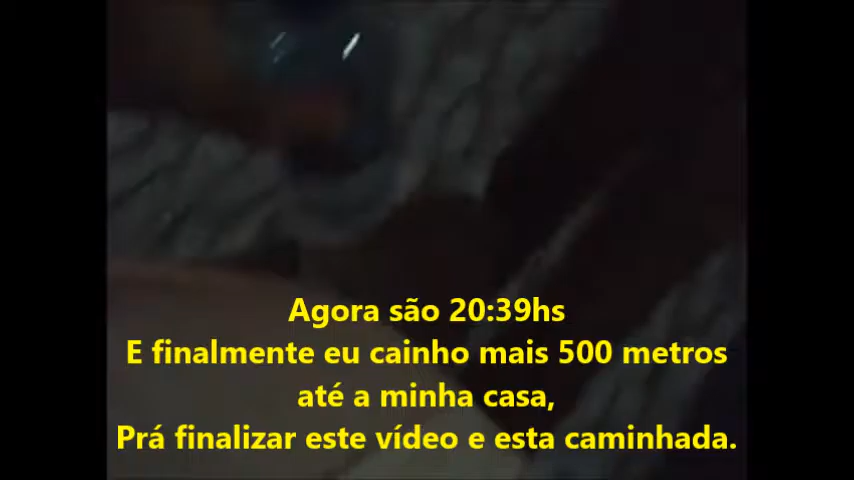 Agora são 20:39hs
E finalmente eu cainho mais 500 metros
até a minha casa,
Prá finalizar este vídeo e esta caminhada.